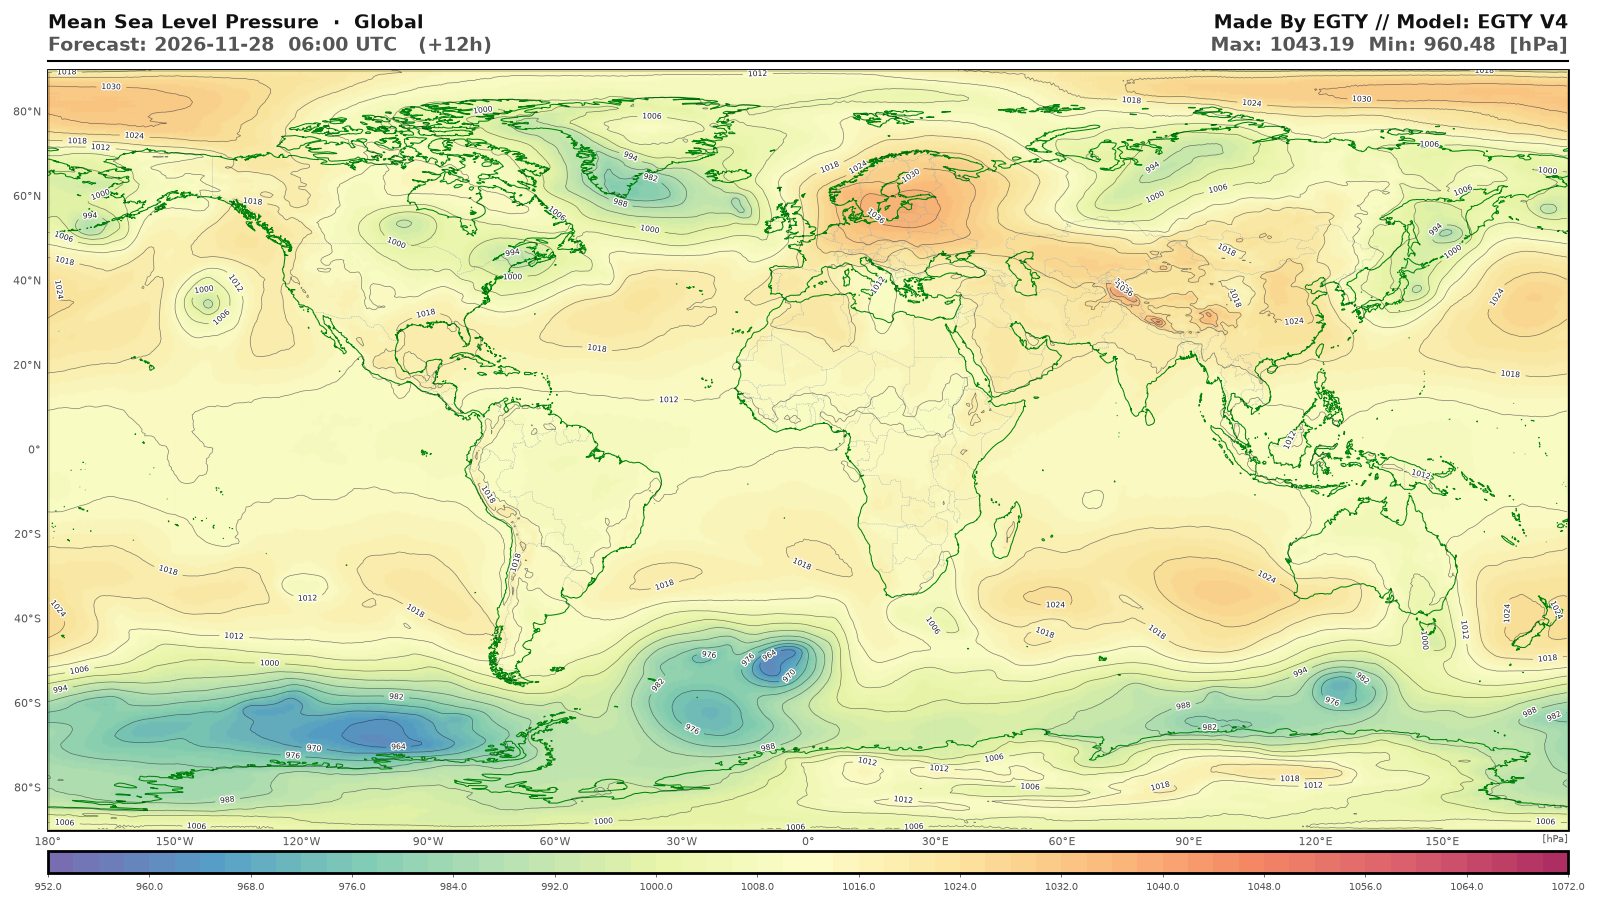 Mean Sea Level Pressure · Global
Made By EGTY // Model: EGTY V4
Forecast: 2026-11-28 06:00 UTC (+12h)
Max: 1043.19 Min: 960.48 [hPa]
80°N
60°N
40°N
20°N
0°
20°S
40°S
60°S
80°S
180° 150°W 120°W 90°W 60°W 30°W 0° 30°E 60°E 90°E 120°E 150°E
[hPa]
952.0 960.0 968.0 976.0 984.0 992.0 1000.0 1008.0 1016.0 1024.0 1032.0 1040.0 1048.0 1056.0 1064.0 1072.0